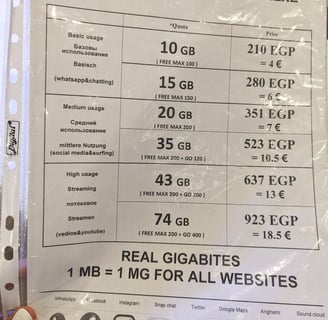 *Quota
Price
Basic usage
Базовы
использование
Basisch
(whatsapp&chatting)
10 GB
( FREE MAX 100 )
210 EGP
= 4 €
15 GB
( FREE MAX 150 )
280 EGP
= 6 €
Medium usage
Средний
использование
mittlere Nutzung
(social media&surfing)
20 GB
( FREE MAX 200 )
351 EGP
= 7 €
35 GB
( FREE MAX 200 + GO 120 )
523 EGP
= 10.5 €
High usage
Streaming
потоковое
Streamen
(vedios&youtube)
43 GB
( FREE MAX 200 + GO 200 )
637 EGP
= 13 €
74 GB
( FREE MAX 200 + GO 400 )
923 EGP
= 18.5 €
REAL GIGABITES
1 MB = 1 MG FOR ALL WEBSITES
WhatsApp Facebook Instagram Snap chat Twitter Google Maps Anghami Sound cloud
Digital